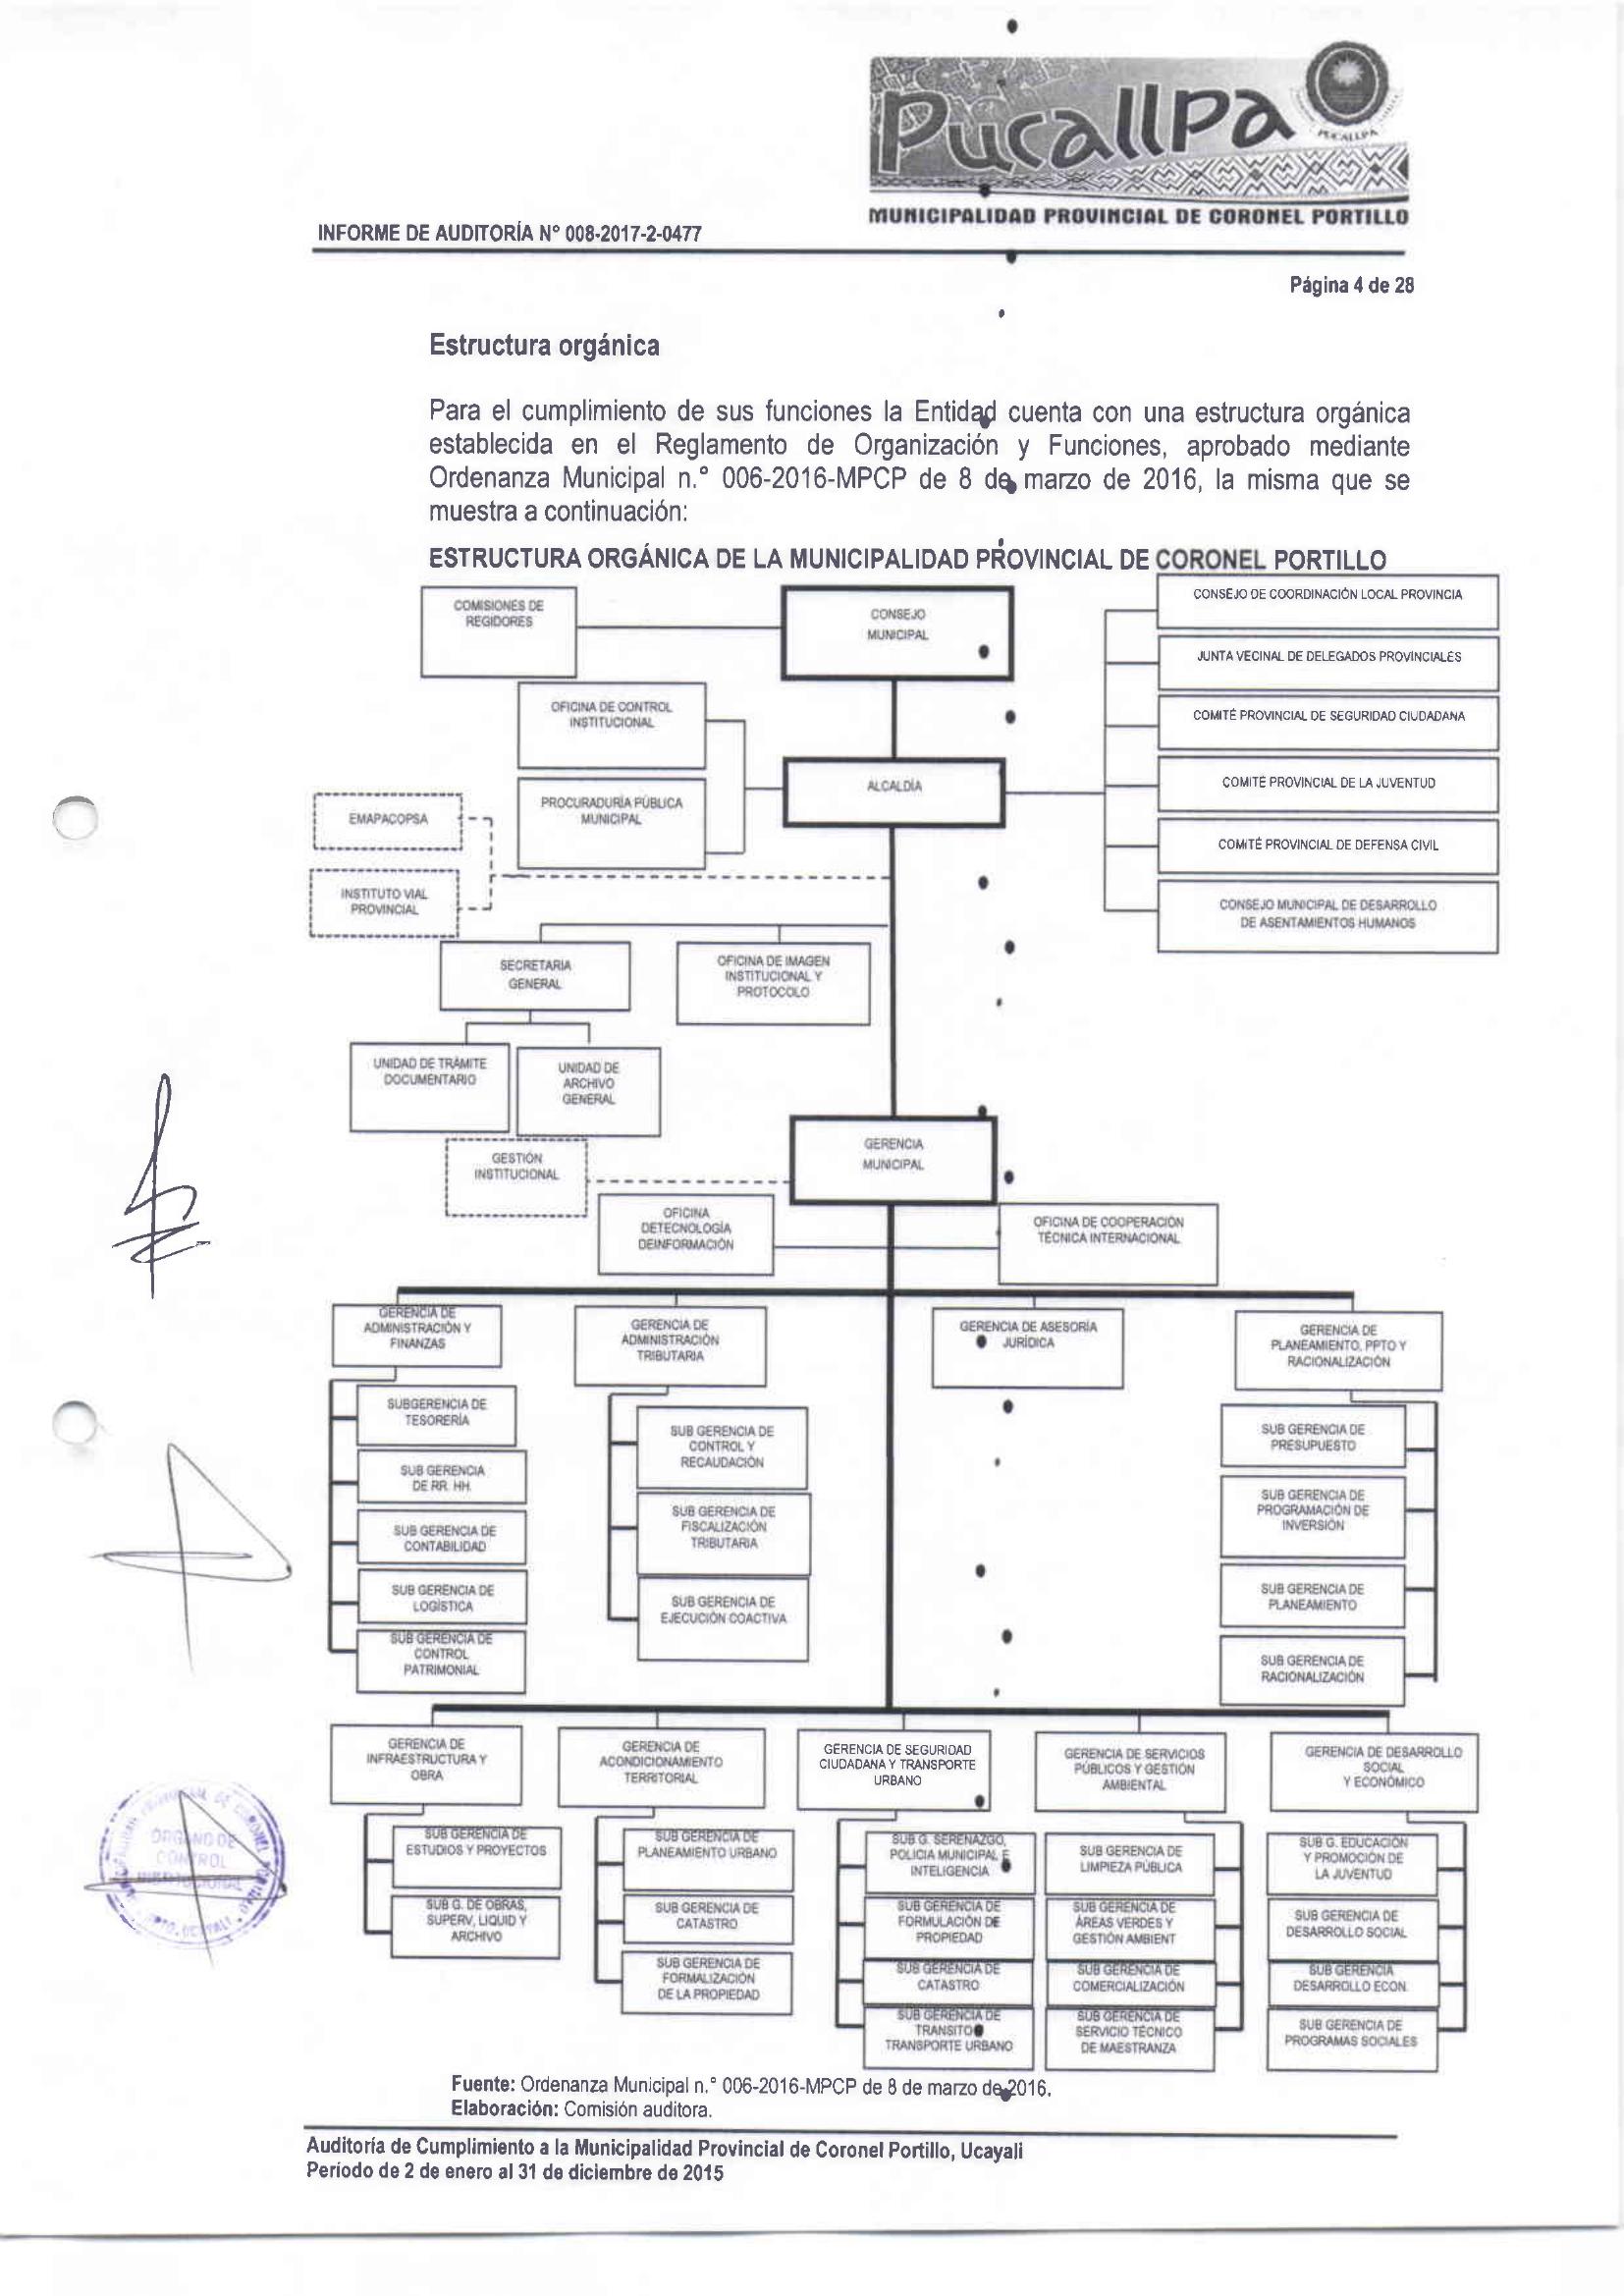 Pucallpa
PUCALLPA
MUNICIPALIDAD PROVINCIAL DE CORONEL PORTILLO
INFORME DE AUDITORÍA Nº 008-2017-2-0477
Página 4 de 28
Estructura orgánica
Para el cumplimiento de sus funciones la Entidad cuenta con una estructura orgánica
establecida en el Reglamento de Organización y Funciones, aprobado mediante
Ordenanza Municipal n.° 006-2016-MPCP de 8 de marzo de 2016, la misma que se
muestra a continuación:
ESTRUCTURA ORGÁNICA DE LA MUNICIPALIDAD PROVINCIAL DE CORONEL PORTILLO
COMISIONES DE
REGIDORES
CONSEJO
MUNICIPAL
CONSEJO DE COORDINACIÓN LOCAL PROVINCIA
JUNTA VECINAL DE DELEGADOS PROVINCIALES
COMITÉ PROVINCIAL DE SEGURIDAD CIUDADANA
COMITÉ PROVINCIAL DE LA JUVENTUD
COMITÉ PROVINCIAL DE DEFENSA CIVIL
CONSEJO MUNICIPAL DE DESARROLLO
DE ASENTAMIENTOS HUMANOS
OFICINA DE CONTROL
INSTITUCIONAL
ALCALDÍA
PROCURADURÍA PÚBLICA
MUNICIPAL
EMAPACOPSA
INSTITUTO VIAL
PROVINCIAL
SECRETARIA
GENERAL
OFICINA DE IMAGEN
INSTITUCIONAL Y
PROTOCOLO
UNIDAD DE TRÁMITE
DOCUMENTARIO
UNIDAD DE
ARCHIVO
GENERAL
GERENCIA
MUNICIPAL
GESTIÓN
INSTITUCIONAL
OFICINA
DETECNOLOGÍA
DEINFORMACIÓN
OFICINA DE COOPERACIÓN
TÉCNICA INTERNACIONAL
GERENCIA DE
ADMINISTRACIÓN Y
FINANZAS
GERENCIA DE
ADMINISTRACIÓN
TRIBUTARIA
GERENCIA DE ASESORÍA
JURÍDICA
GERENCIA DE
PLANEAMIENTO, PPTO Y
RACIONALIZACIÓN
SUBGERENCIA DE
TESORERÍA
SUB GERENCIA
DE RR. HH.
SUB GERENCIA DE
CONTABILIDAD
SUB GERENCIA DE
LOGÍSTICA
SUB GERENCIA DE
CONTROL
PATRIMONIAL
SUB GERENCIA DE
CONTROL Y
RECAUDACIÓN
SUB GERENCIA DE
FISCALIZACIÓN
TRIBUTARIA
SUB GERENCIA DE
EJECUCIÓN COACTIVA
SUB GERENCIA DE
PRESUPUESTO
SUB GERENCIA DE
PROGRAMACIÓN DE
INVERSIÓN
SUB GERENCIA DE
PLANEAMIENTO
SUB GERENCIA DE
RACIONALIZACIÓN
GERENCIA DE
INFRAESTRUCTURA Y
OBRA
GERENCIA DE
ACONDICIONAMIENTO
TERRITORIAL
GERENCIA DE SEGURIDAD
CIUDADANA Y TRANSPORTE
URBANO
GERENCIA DE SERVICIOS
PÚBLICOS Y GESTIÓN
AMBIENTAL
GERENCIA DE DESARROLLO
SOCIAL
Y ECONÓMICO
SUB GERENCIA DE
ESTUDIOS Y PROYECTOS
SUB G. DE OBRAS,
SUPERV, LIQUID Y
ARCHIVO
SUB GERENCIA DE
PLANEAMIENTO URBANO
SUB GERENCIA DE
CATASTRO
SUB GERENCIA DE
FORMALIZACIÓN
DE LA PROPIEDAD
SUB G. SERENAZGO,
POLICIA MUNICIPAL E
INTELIGENCIA
SUB GERENCIA DE
FORMULACIÓN DE
PROPIEDAD
SUB GERENCIA DE
CATASTRO
SUB GERENCIA DE
TRANSITO
TRANSPORTE URBANO
SUB GERENCIA DE
LIMPIEZA PÚBLICA
SUB GERENCIA DE
ÁREAS VERDES Y
GESTIÓN AMBIENT
SUB GERENCIA DE
COMERCIALIZACIÓN
SUB GERENCIA DE
SERVICIO TÉCNICO
DE MAESTRANZA
SUB G. EDUCACIÓN
Y PROMOCIÓN DE
LA JUVENTUD
SUB GERENCIA DE
DESARROLLO SOCIAL
SUB GERENCIA
DESARROLLO ECON.
SUB GERENCIA DE
PROGRAMAS SOCIALES
ORGANO DE
CONTROL
INSTITUCIONAL
Fuente: Ordenanza Municipal n.° 006-2016-MPCP de 8 de marzo de 2016.
Elaboración: Comisión auditora.
Auditoría de Cumplimiento a la Municipalidad Provincial de Coronel Portillo, Ucayali
Período de 2 de enero al 31 de diciembre de 2015